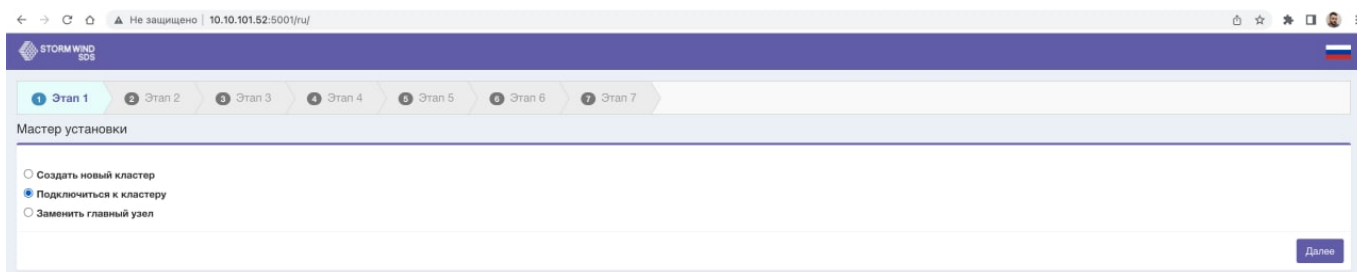 Не защищено | 10.10.101.52:5001/ru/
STORM WIND
SDS
1 Этап 1 2 Этап 2 3 Этап 3 4 Этап 4 5 Этап 5 6 Этап 6 7 Этап 7
Мастер установки
Создать новый кластер
Подключиться к кластеру
Заменить главный узел
Далее